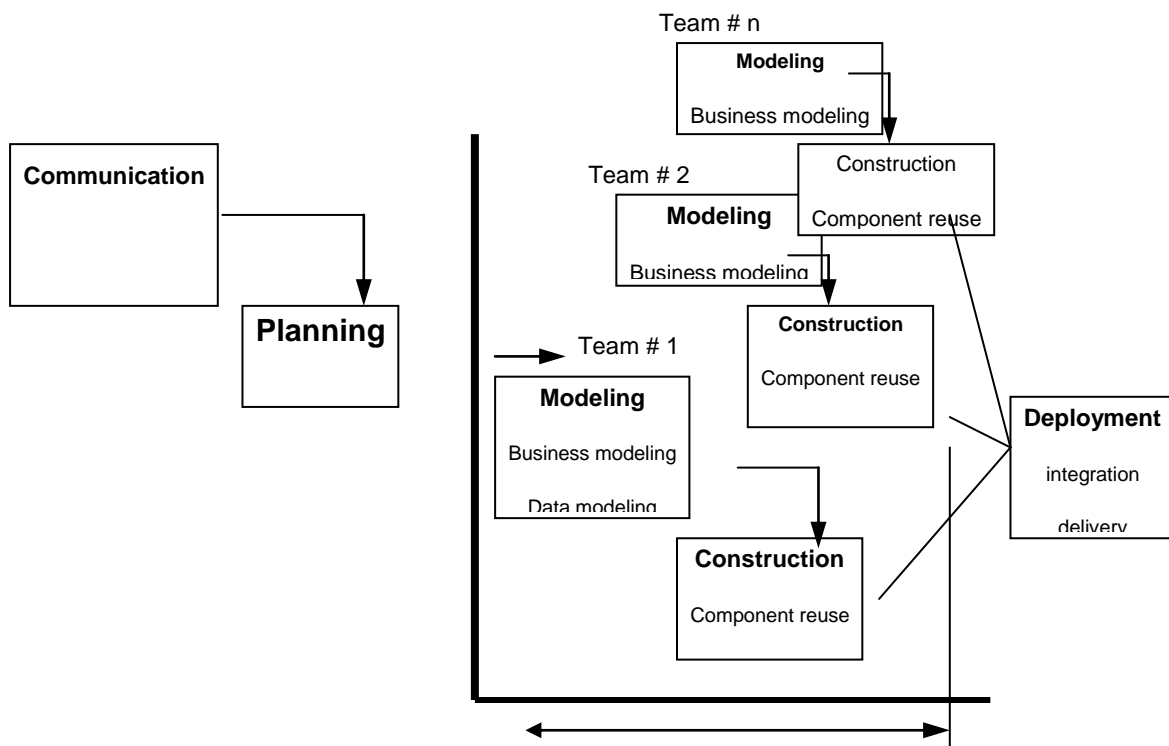 Team # n
Modeling
Business modeling
Communication
Construction
Component reuse
Team # 2
Modeling
Business modeling
Planning
Construction
Component reuse
Team # 1
Modeling
Business modeling
Data modeling
Deployment
integration
delivery
Construction
Component reuse